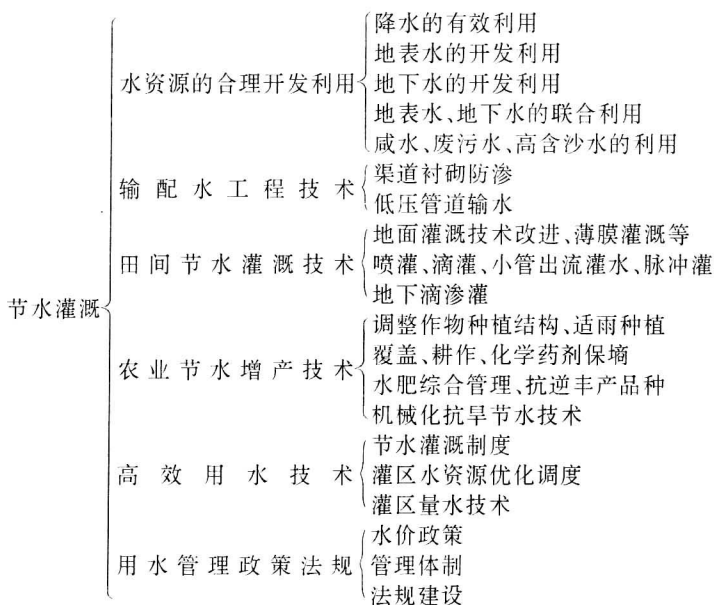 节水灌溉
水资源的合理开发利用
降水的有效利用
地表水的开发利用
地下水的开发利用
地表水、地下水的联合利用
咸水、废污水、高含沙水的利用
输配水工程技术
渠道衬砌防渗
低压管道输水
田间节水灌溉技术
地面灌溉技术改进、薄膜灌溉等
喷灌、滴灌、小管出流灌水、脉冲灌
地下滴渗灌
农业节水增产技术
调整作物种植结构、适雨种植
覆盖、耕作、化学药剂保墒
水肥综合管理、抗逆丰产品种
机械化抗旱节水技术
高效用水技术
节水灌溉制度
灌区水资源优化调度
灌区量水技术
用水管理政策法规
水价政策
管理体制
法规建设